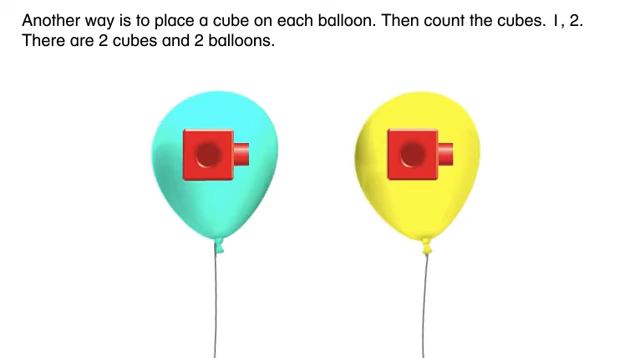 Another way is to place a cube on each balloon. Then count the cubes. 1, 2.
There are 2 cubes and 2 balloons.